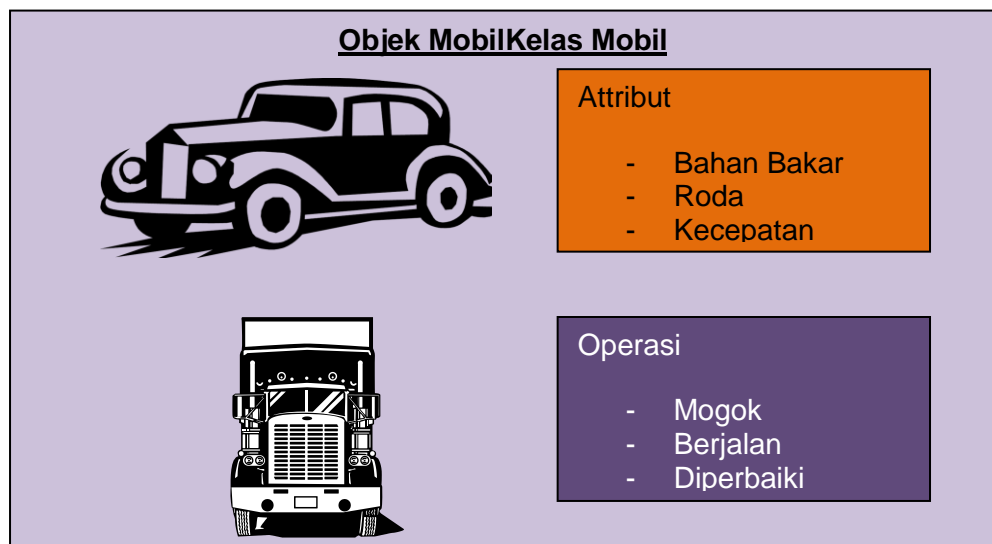 Objek MobilKelas Mobil
Attribut
- Bahan Bakar
- Roda
- Kecepatan
Operasi
- Mogok
- Berjalan
- Diperbaiki